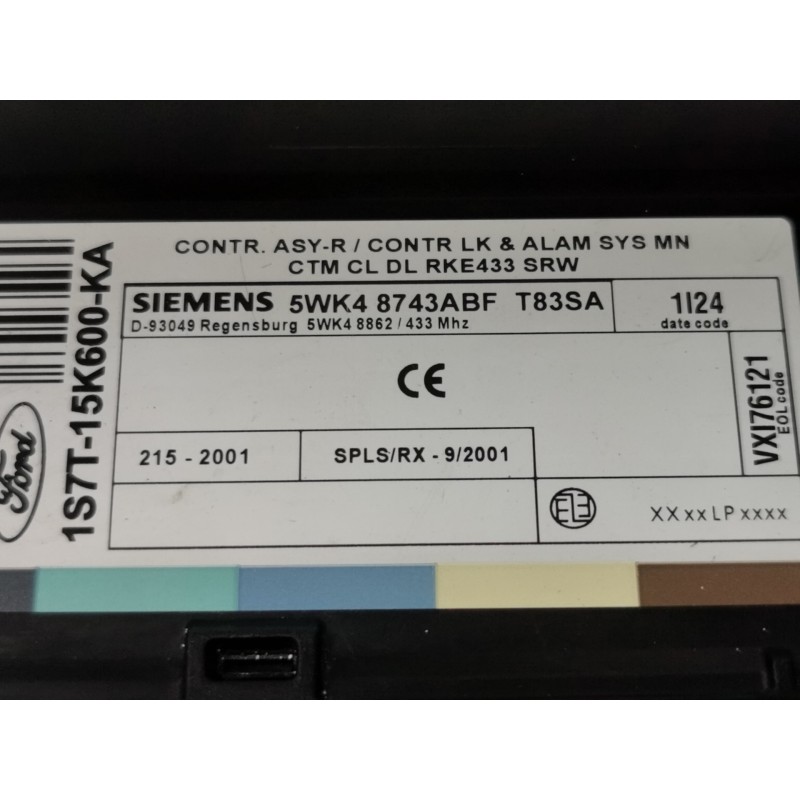 CONTR. ASY-R / CONTR LK & ALAM SYS MN
CTM CL DL RKE433 SRW
SIEMENS 5WK4 8743ABF T83SA
D-93049 Regensburg 5WK4 8862 / 433 Mhz
1I24
date code
CE
VXI76121
EOL code
215 - 2001
SPLS/RX - 9/2001
XX xx LP xxxx
Ford
1S7T-15K600-KA